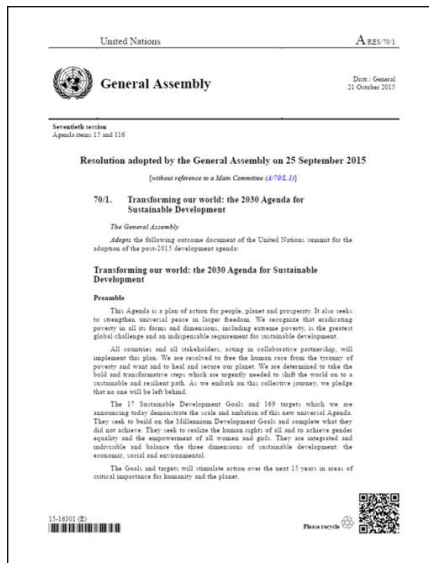 United Nations
A/RES/70/1
General Assembly
Distr.: General
21 October 2015
Seventieth session
Agenda items 15 and 116
Resolution adopted by the General Assembly on 25 September 2015
[without reference to a Main Committee (A/70/L.1)]
70/1. Transforming our world: the 2030 Agenda for
Sustainable Development
The General Assembly
Adopts the following outcome document of the United Nations summit for the
adoption of the post-2015 development agenda:
Transforming our world: the 2030 Agenda for Sustainable
Development
Preamble
This Agenda is a plan of action for people, planet and prosperity. It also seeks
to strengthen universal peace in larger freedom. We recognize that eradicating
poverty in all its forms and dimensions, including extreme poverty, is the greatest
global challenge and an indispensable requirement for sustainable development.
All countries and all stakeholders, acting in collaborative partnership, will
implement this plan. We are resolved to free the human race from the tyranny of
poverty and want and to heal and secure our planet. We are determined to take the
bold and transformative steps which are urgently needed to shift the world on to a
sustainable and resilient path. As we embark on this collective journey, we pledge
that no one will be left behind.
The 17 Sustainable Development Goals and 169 targets which we are
announcing today demonstrate the scale and ambition of this new universal Agenda.
They seek to build on the Millennium Development Goals and complete what they
did not achieve. They seek to realize the human rights of all and to achieve gender
equality and the empowerment of all women and girls. They are integrated and
indivisible and balance the three dimensions of sustainable development: the
economic, social and environmental.
The Goals and targets will stimulate action over the next 15 years in areas of
critical importance for humanity and the planet.
15-16301 (E)
Please recycle